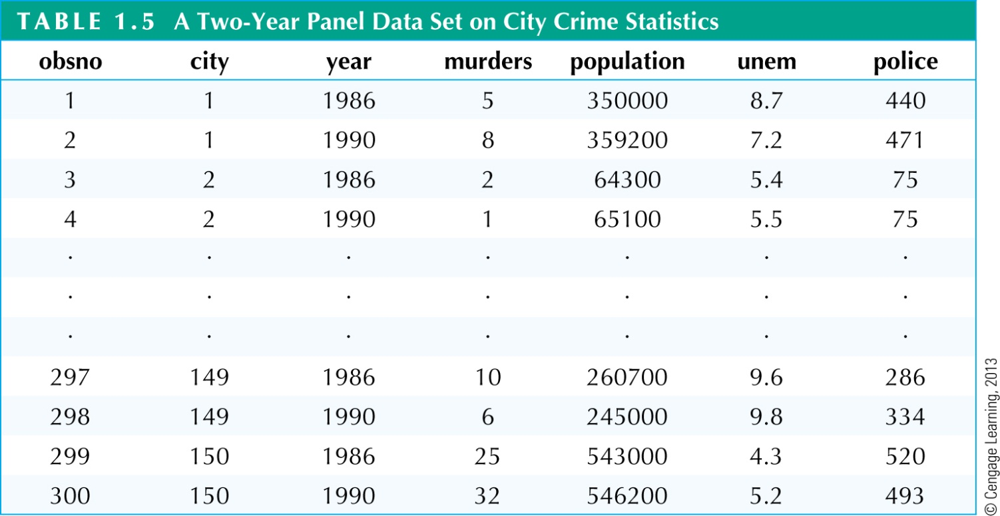 TABLE 1.5 A Two-Year Panel Data Set on City Crime Statistics
obsno city year murders population unem police
1 1 1986 5 350000 8.7 440
2 1 1990 8 359200 7.2 471
3 2 1986 2 64300 5.4 75
4 2 1990 1 65100 5.5 75
. . . . . . .
. . . . . . .
. . . . . . .
297 149 1986 10 260700 9.6 286
298 149 1990 6 245000 9.8 334
299 150 1986 25 543000 4.3 520
300 150 1990 32 546200 5.2 493
© Cengage Learning, 2013